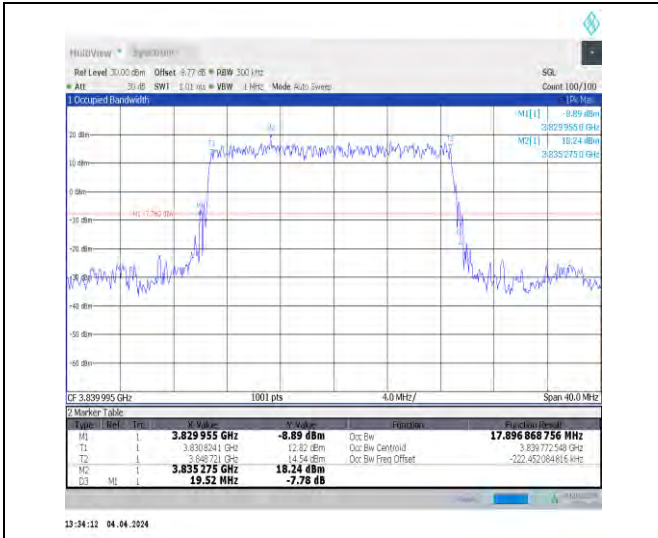 MultiView Spectrum
Ref Level 30.00 dBm Offset 8.77 dB RBW 300 kHz SGL
Att 30 dB SWT 1.01 ms VBW 1 MHz Mode Auto Sweep Count 100/100
1 Occupied Bandwidth 1Pk Max
M1[1] -8.89 dBm
3.829955 0 GHz
M2[1] 18.24 dBm
3.835275 0 GHz
20 dBm
10 dBm
0 dBm
-10 dBm
-20 dBm
-30 dBm
-50 dBm
-60 dBm
CF 3.839 995 GHz 1001 pts 4.0 MHz/ Span 40.0 MHz
2 Marker Table
Type Ref Trc X-Value Y-Value Function Function Result
M1 1 3.829 955 GHz -8.89 dBm Occ Bw 17.896 868 756 MHz
T1 1 3.8308241 GHz 12.82 dBm Occ Bw Centroid 3.839 772 548 GHz
T2 1 3.848 721 GHz 14.54 dBm Occ Bw Freq Offset -222.452 084 816 kHz
M2 1 3.835 275 GHz 18.24 dBm
D3 M1 1 19.52 MHz -7.78 dB
13:34:12 04.04.2024